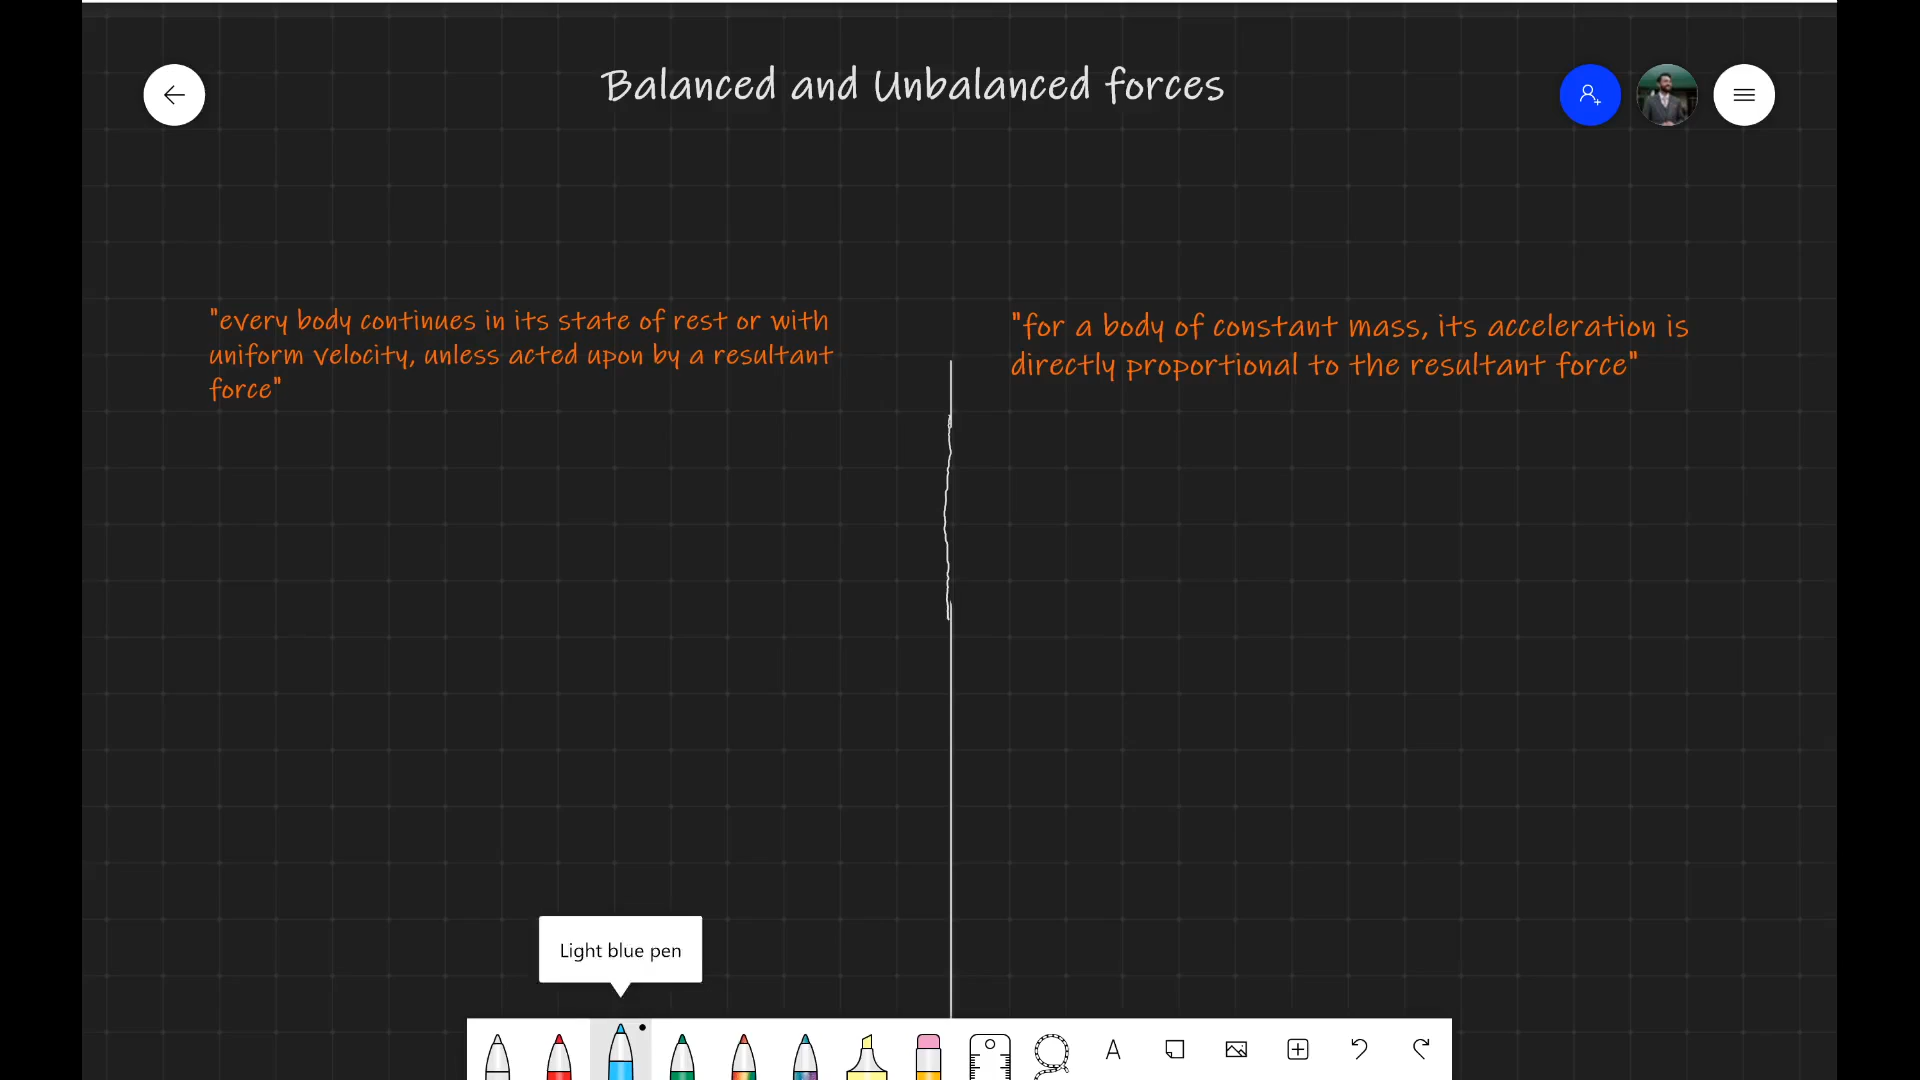 Balanced and Unbalanced forces
"every body continues in its state of rest or with
uniform velocity, unless acted upon by a resultant
force"
"for a body of constant mass, its acceleration is
directly proportional to the resultant force"
Light blue pen
A